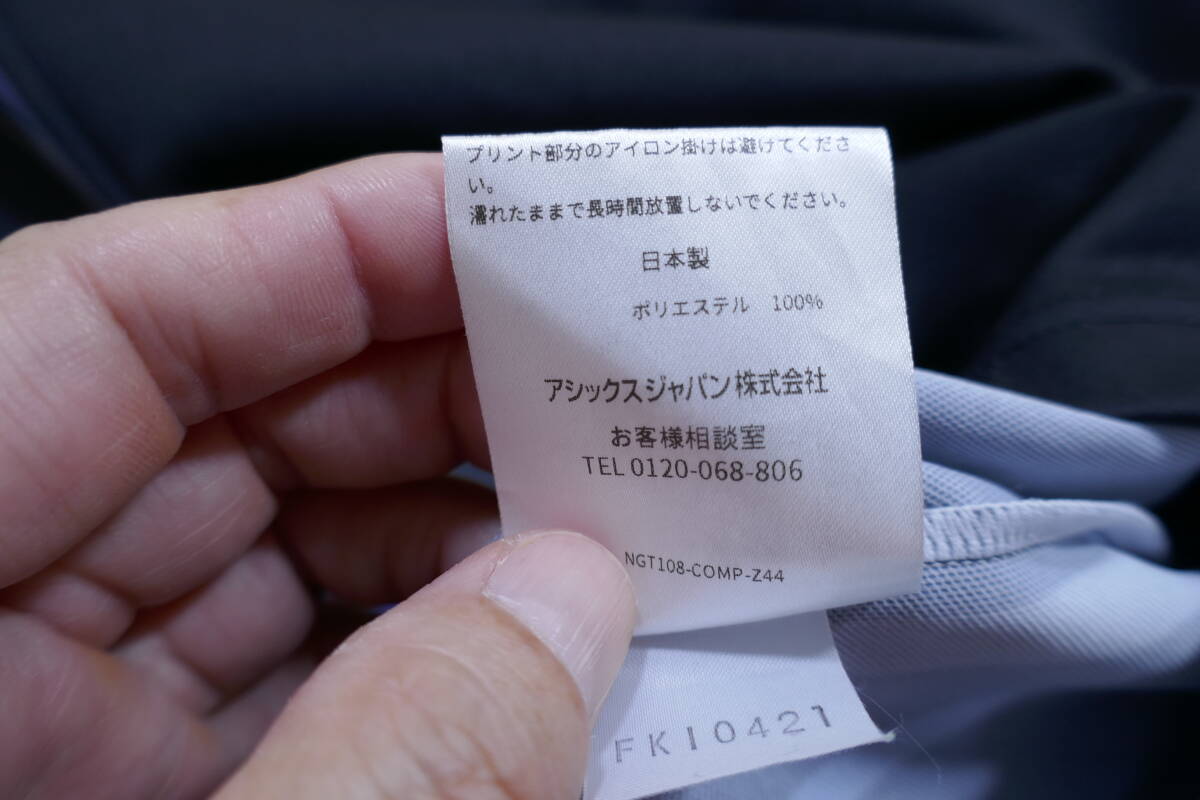 プリント部分のアイロン掛けは避けてくださ
い。
濡れたままで長時間放置しないでください。
日本製
ポリエステル 100%
アシックスジャパン株式会社
お客様相談室
TEL 0120-068-806
NGT108-COMP-Z44
FKI0421